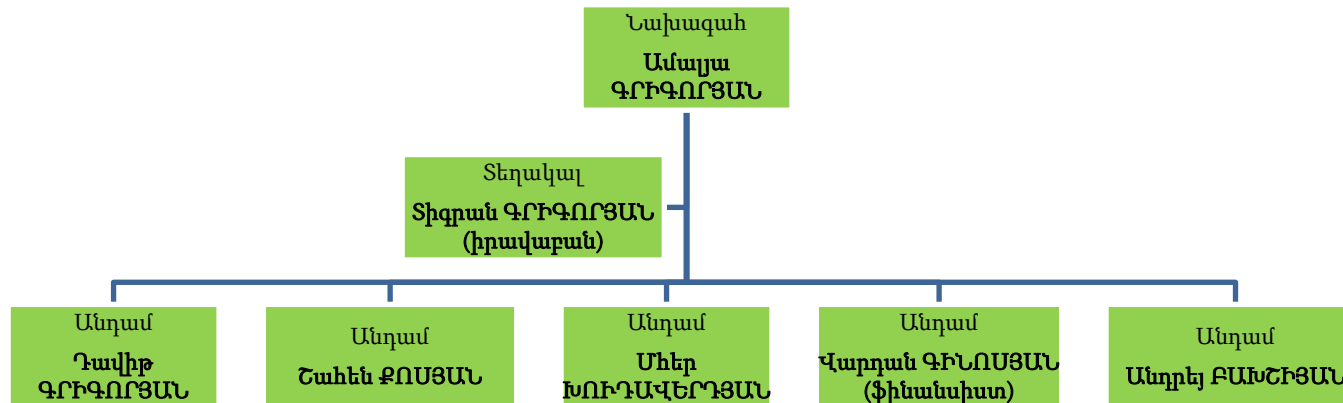 Նախագահ
Ամալյա
ԳՐԻԳՈՐՅԱՆ
Տեղակալ
Տիգրան ԳՐԻԳՈՐՅԱՆ
(իրավաբան)
Անդամ
Դավիթ
ԳՐԻԳՈՐՅԱՆ
Անդամ
Շահեն ՔՈՍՅԱՆ
Անդամ
Մհեր
ԽՈՒԴԱՎԵՐԴՅԱՆ
Անդամ
Վարդան ԳԻՆՈՍՅԱՆ
(ֆինանսիստ)
Անդամ
Անդրեյ ԲԱԽՇԻՅԱՆ